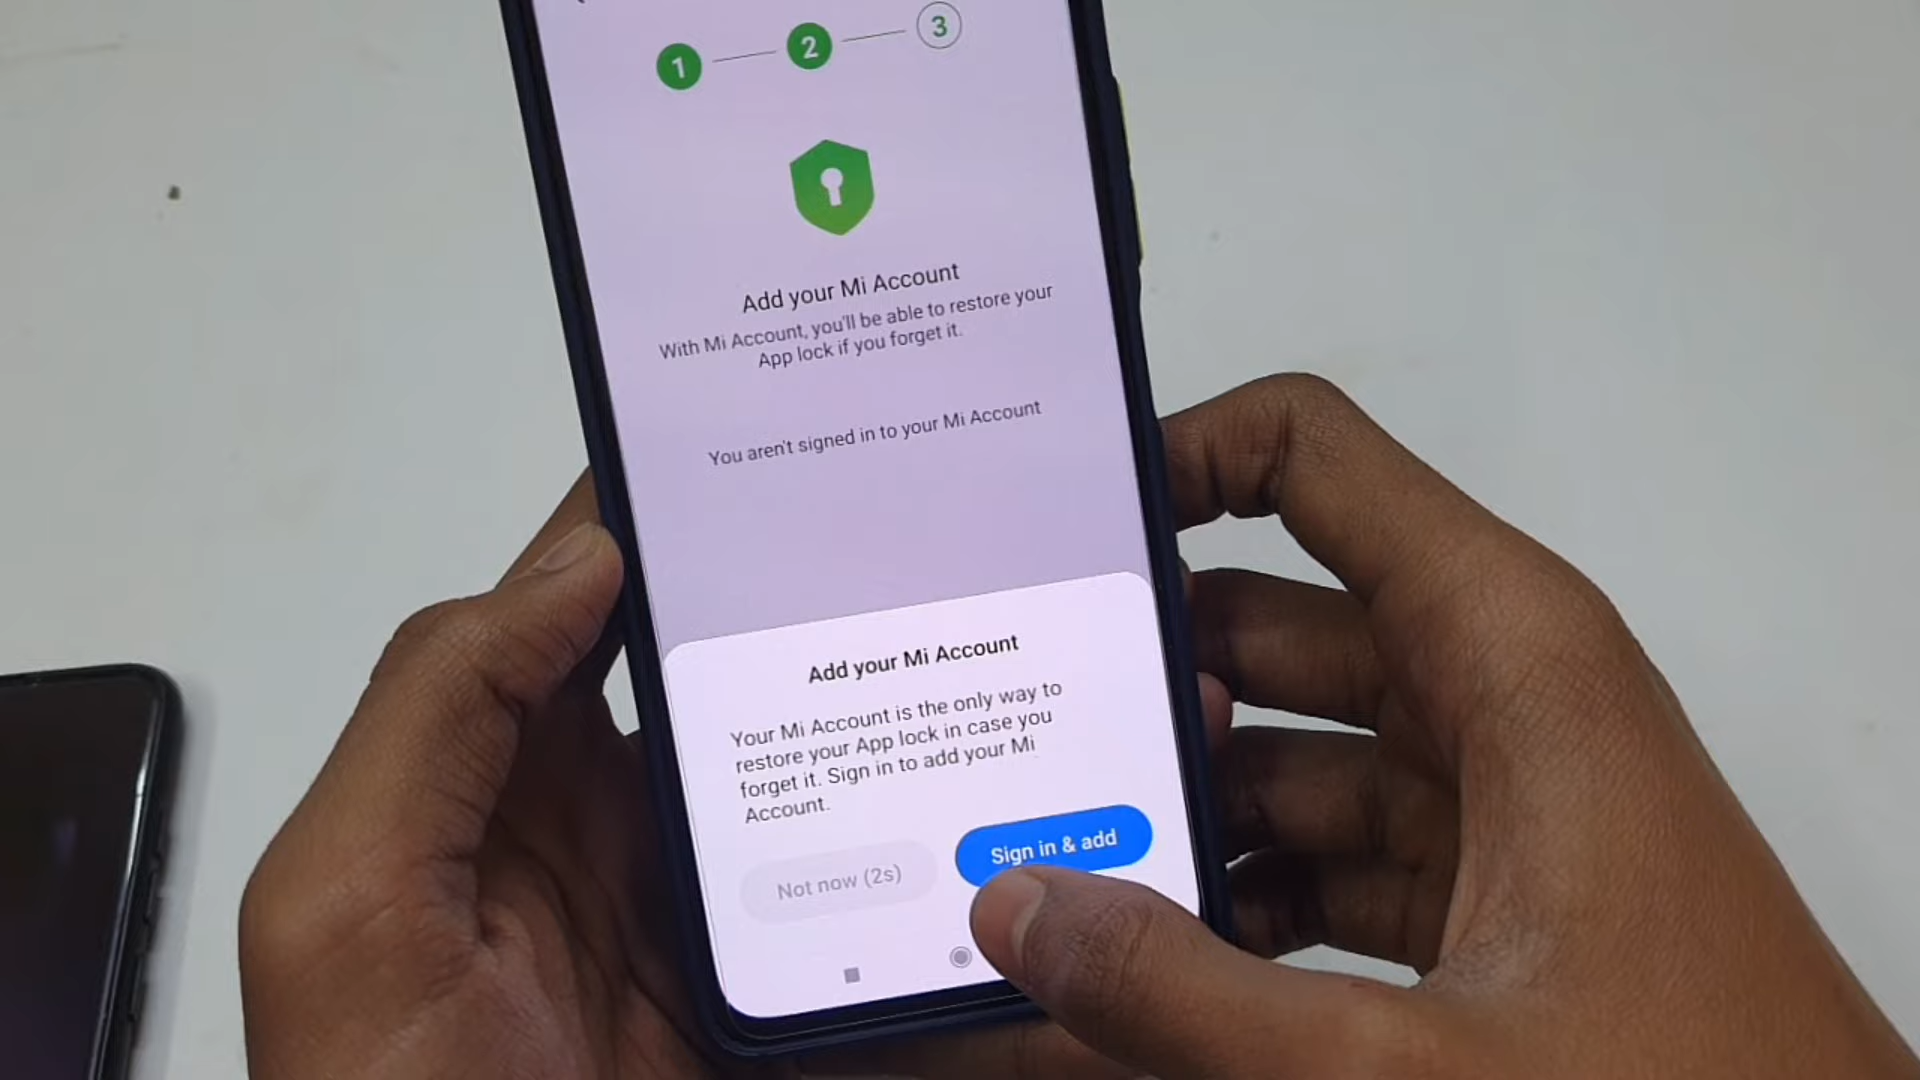 1 2 3
Add your Mi Account
With Mi Account, you'll be able to restore your
App lock if you forget it.
You aren't signed in to your Mi Account
Add your Mi Account
Your Mi Account is the only way to
restore your App lock in case you
forget it. Sign in to add your Mi
Account.
Not now (2s)
Sign in & add